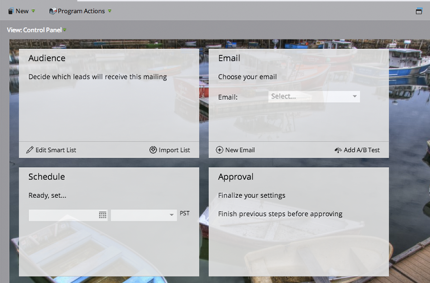 New
Program Actions
View: Control Panel
Audience
Decide which leads will receive this mailing
Edit Smart List
Import List
Email
Choose your email
Email:
Select...
New Email
Add A/B Test
Schedule
Ready, set...
PST
Approval
Finalize your settings
Finish previous steps before approving